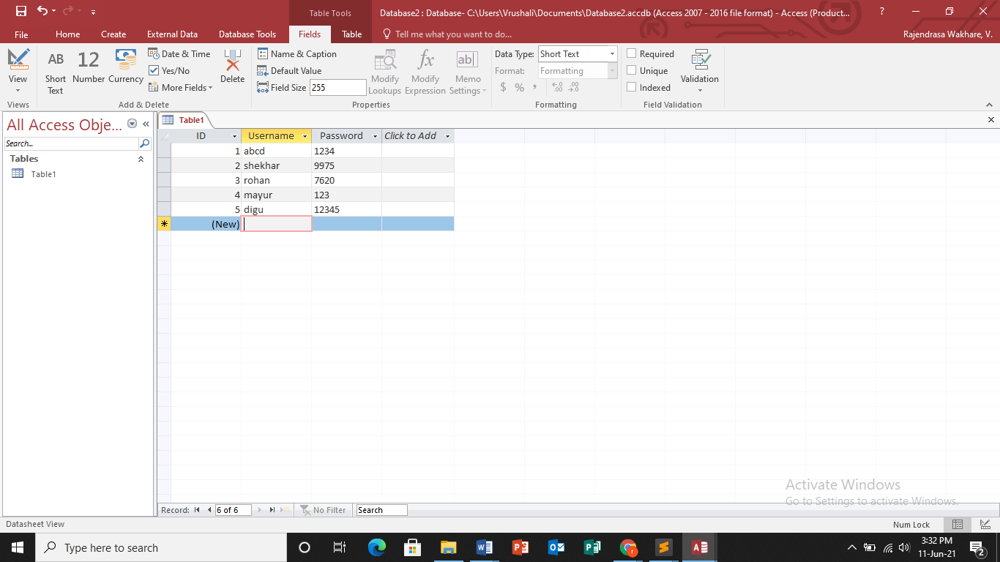 Table Tools
Database2 : Database- C:\Users\Vrushali\Documents\Database2.accdb (Access 2007 - 2016 file format) - Access (Product...
?
File Home Create External Data Database Tools Fields Table Tell me what you want to do...
Rajendrasa Wakhare, V.
View
Views
AB
Short
Text
12
Number
Currency
Date & Time
Yes/No
More Fields
Delete
Add & Delete
Name & Caption
Default Value
Field Size 255
Modify
Lookups
fx
Modify
Expression
ab|
Memo
Settings
Properties
Data Type: Short Text
Format: Formatting
$ % , ←.0 .00 .00 →.0
Formatting
Required
Unique
Indexed
Validation
Field Validation
All Access Obje... «
Search...
Tables
Table1
Table1
ID Username Password Click to Add
1 abcd 1234
2 shekhar 9975
3 rohan 7620
4 mayur 123
5 digu 12345
* (New)
Activate Windows
Go to Settings to activate Windows.
Record: 6 of 6 No Filter Search
Datasheet View
Num Lock
Type here to search
3:32 PM
11-Jun-21
2